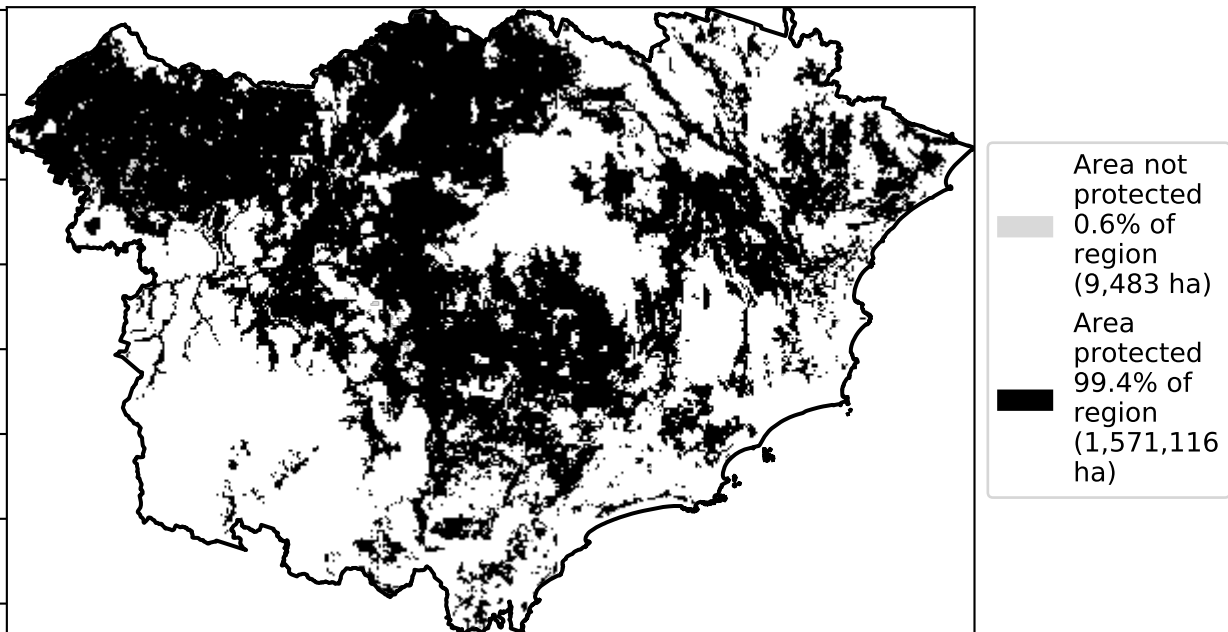 Area not
protected
0.6% of
region
(9,483 ha)
Area
protected
99.4% of
region
(1,571,116
ha)